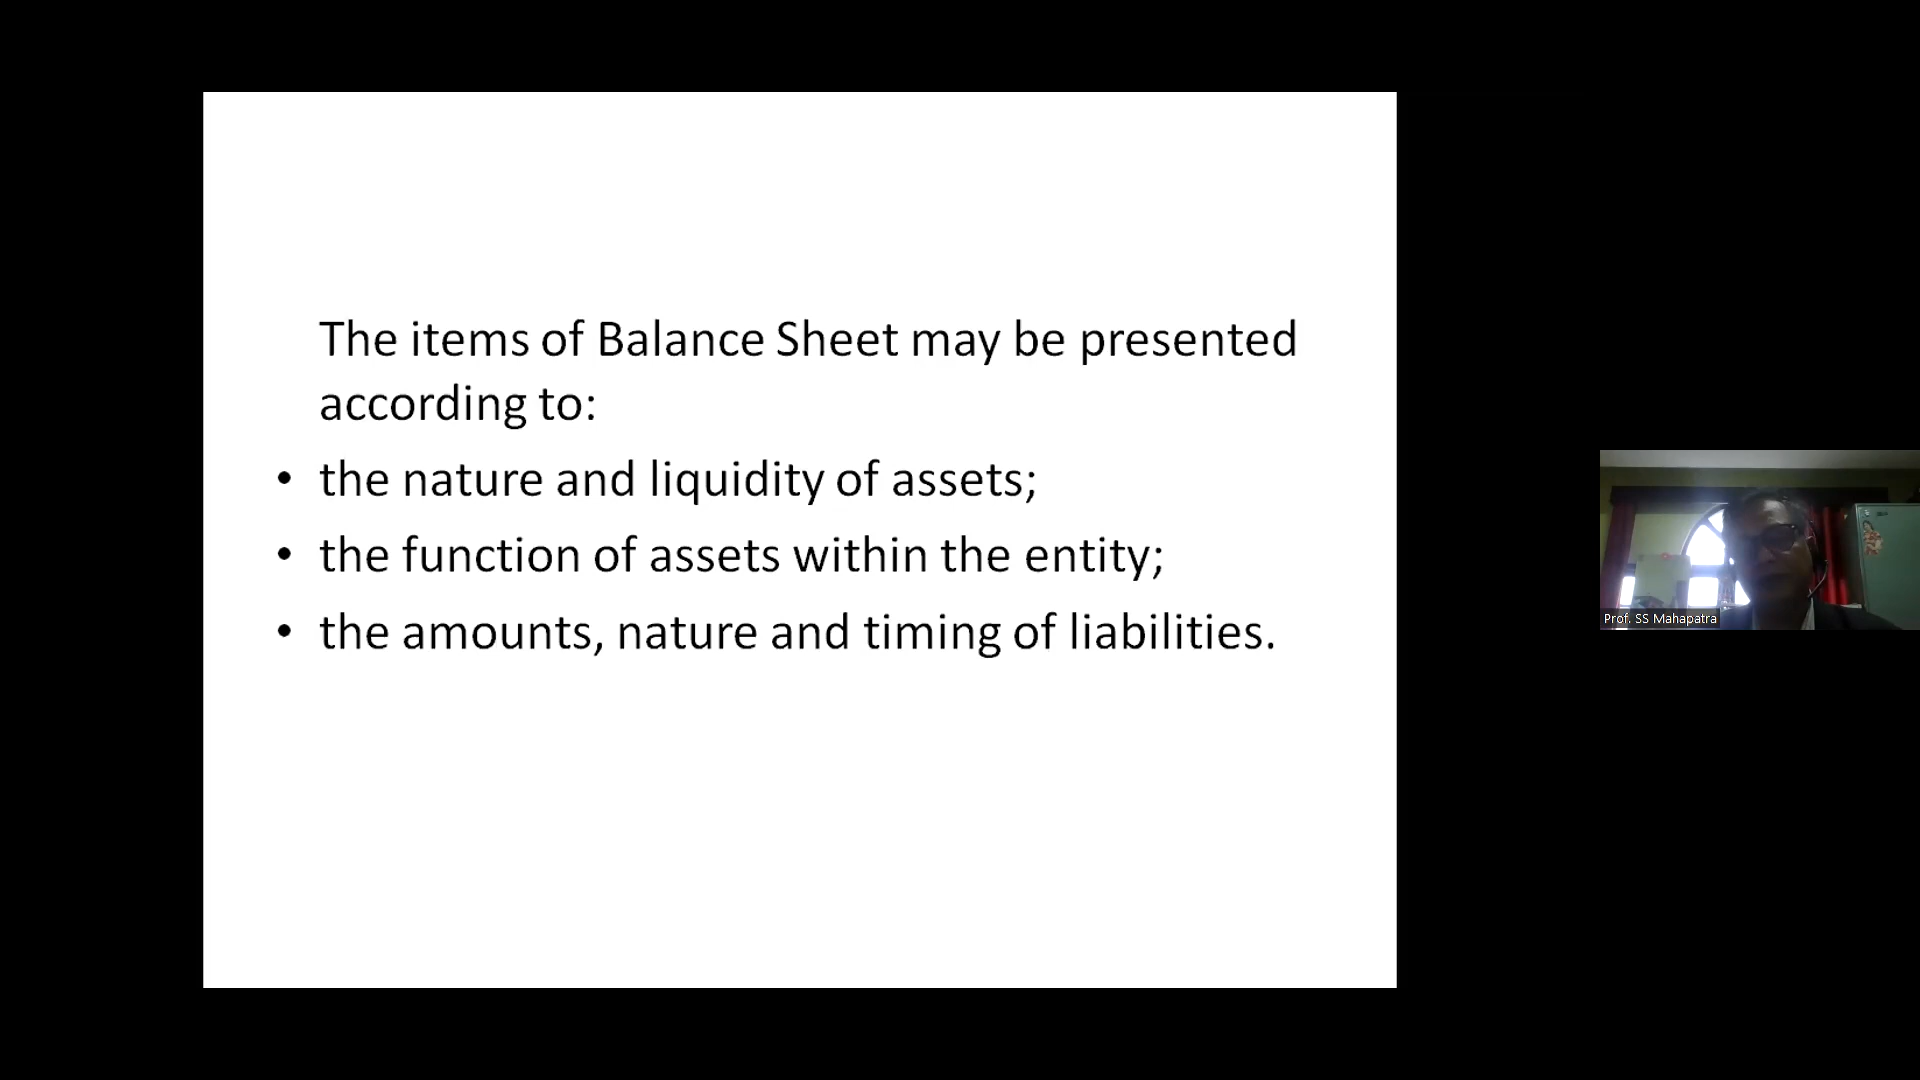 The items of Balance Sheet may be presented
according to:
• the nature and liquidity of assets;
• the function of assets within the entity;
• the amounts, nature and timing of liabilities.
Prof. SS Mahapatra